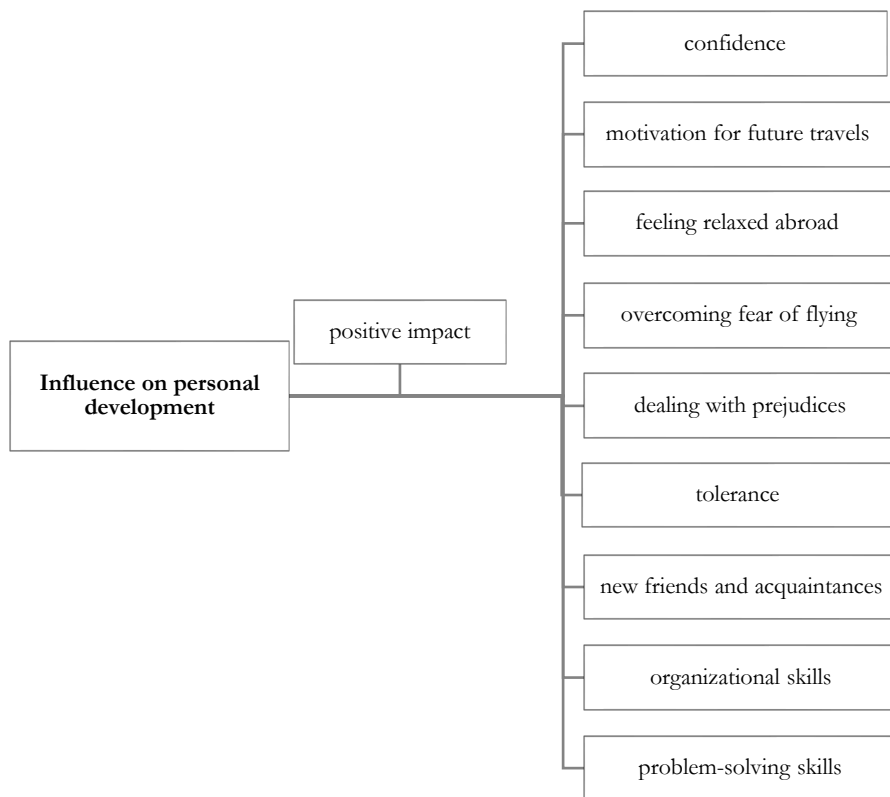 confidence
motivation for future travels
feeling relaxed abroad
overcoming fear of flying
positive impact
Influence on personal
development
dealing with prejudices
tolerance
new friends and acquaintances
organizational skills
problem-solving skills